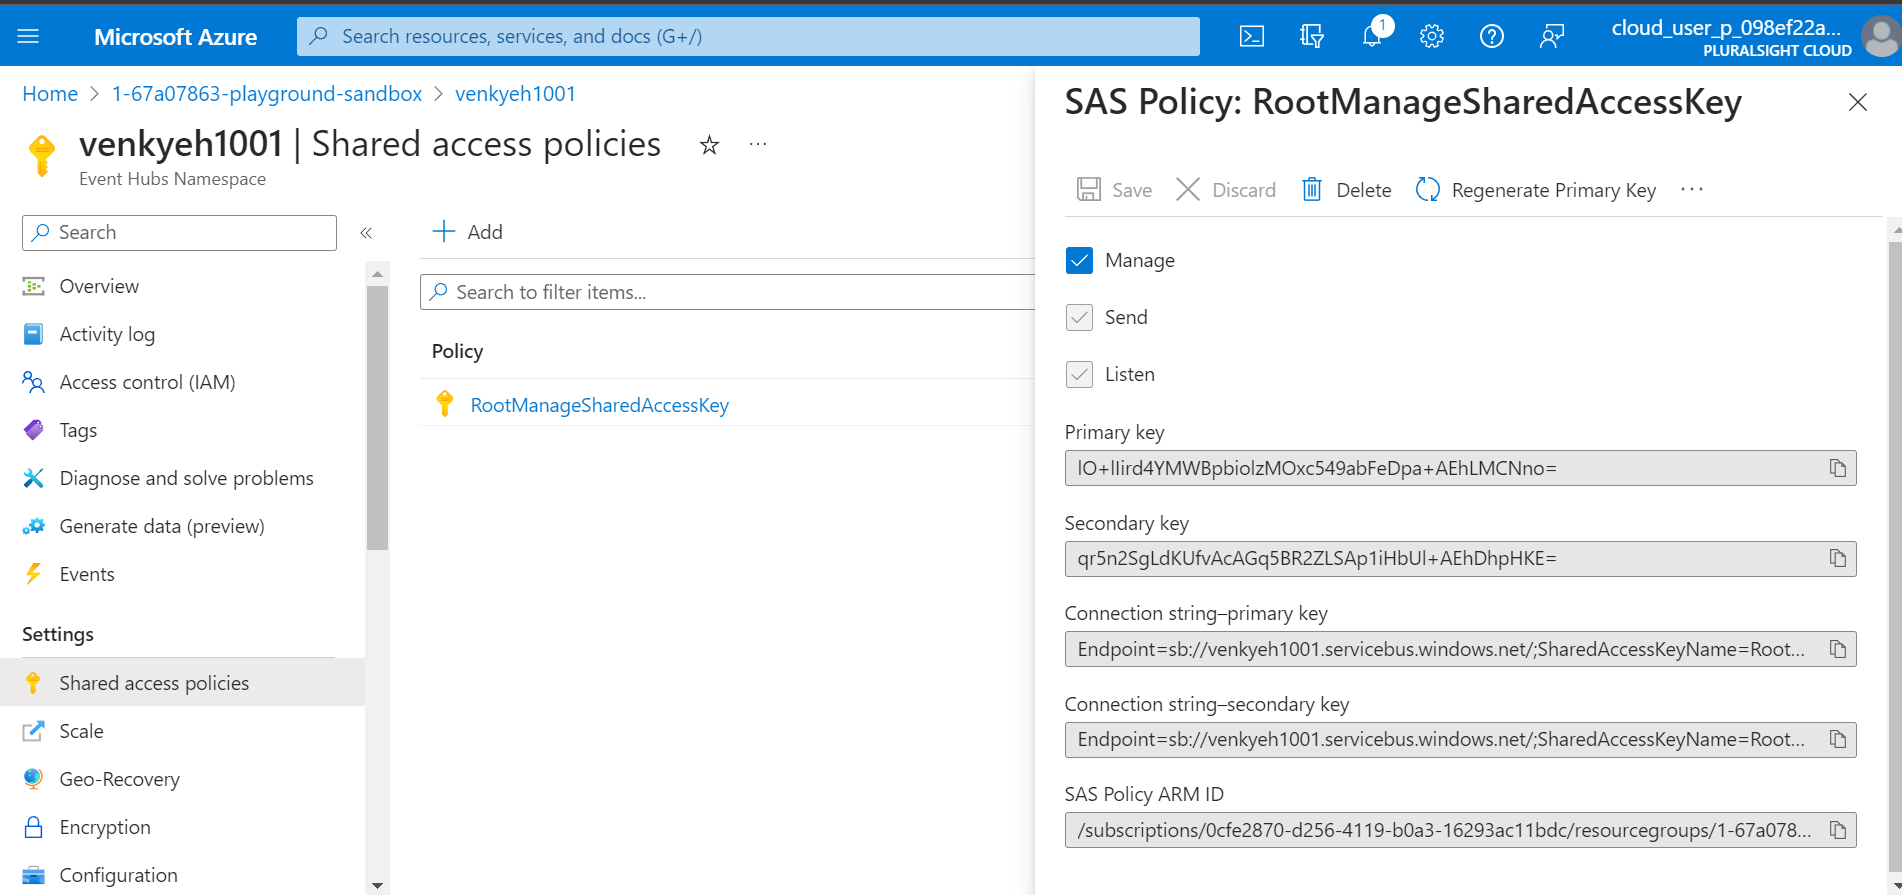 Microsoft Azure
Search resources, services, and docs (G+/)
1
cloud_user_p_098ef22a...
PLURALSIGHT CLOUD
Home > 1-67a07863-playground-sandbox > venkyeh1001
venkyeh1001 | Shared access policies
Event Hubs Namespace
Search
Overview
Activity log
Access control (IAM)
Tags
Diagnose and solve problems
Generate data (preview)
Events
Settings
Shared access policies
Scale
Geo-Recovery
Encryption
Configuration
Add
Search to filter items...
Policy
RootManageSharedAccessKey
SAS Policy: RootManageSharedAccessKey
Save
Discard
Delete
Regenerate Primary Key
Manage
Send
Listen
Primary key
lO+lIird4YMWBpbiolzMOxc549abFeDpa+AEhLMCNno=
Secondary key
qr5n2SgLdKUfvAcAGq5BR2ZLSAp1iHbUl+AEhDhpHKE=
Connection string–primary key
Endpoint=sb://venkyeh1001.servicebus.windows.net/;SharedAccessKeyName=Root...
Connection string–secondary key
Endpoint=sb://venkyeh1001.servicebus.windows.net/;SharedAccessKeyName=Root...
SAS Policy ARM ID
/subscriptions/0cfe2870-d256-4119-b0a3-16293ac11bdc/resourcegroups/1-67a078...